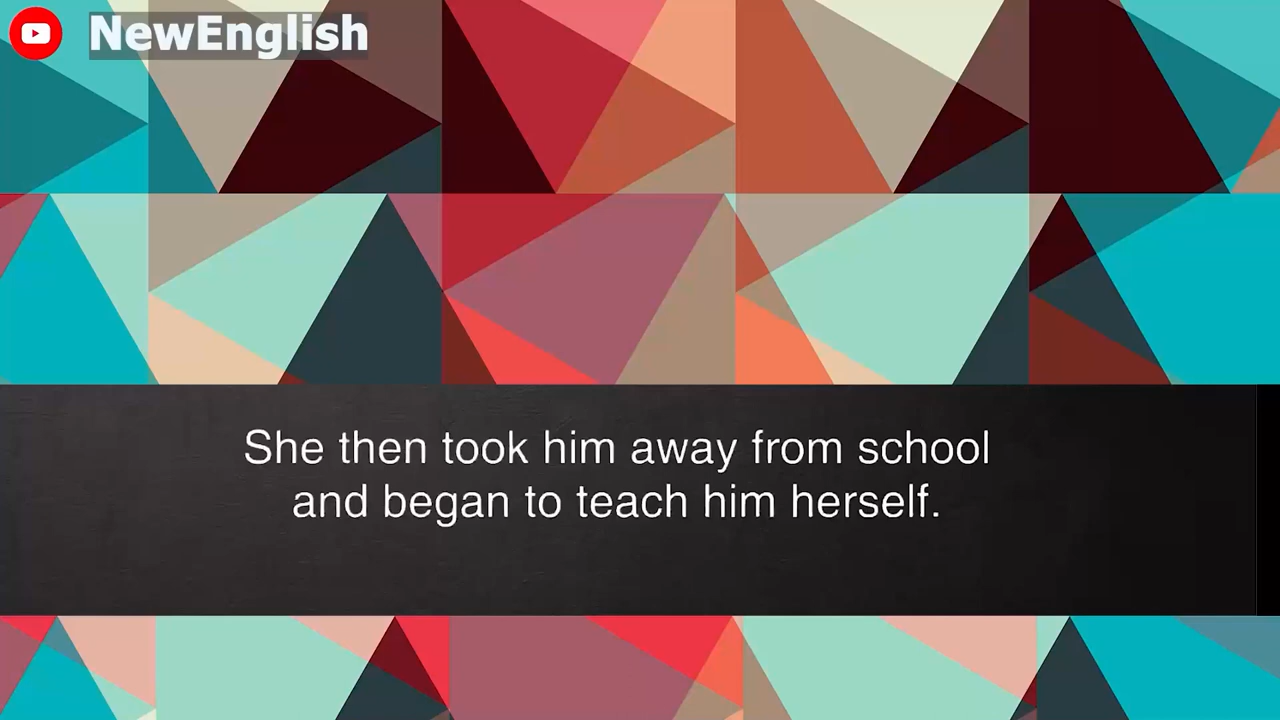 NewEnglish
She then took him away from school
and began to teach him herself.